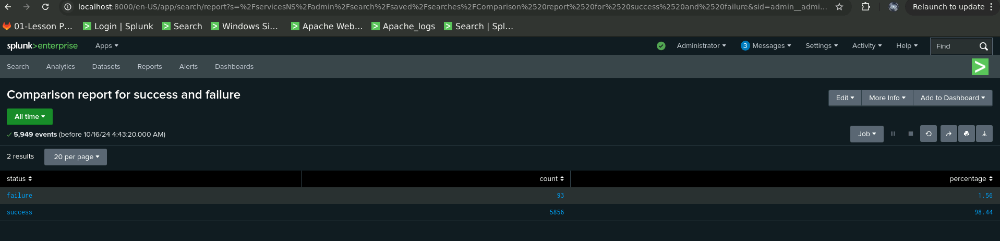 localhost:8000/en-US/app/search/report?s=%2FservicesNS%2Fadmin%2Fsearch%2Fsaved%2Fsearches%2FComparison%2520report%2520for%2520success%2520and%2520failure&sid=admin__admi... Relaunch to update
01-Lesson P... Login | Splunk Search Windows Si... Apache Web... Apache_logs Search | Spl...
splunk>enterprise Apps Administrator 3 Messages Settings Activity Help Find
Search Analytics Datasets Reports Alerts Dashboards
Comparison report for success and failure
Edit More Info Add to Dashboard
All time
5,949 events (before 10/16/24 4:43:20.000 AM)
Job
2 results 20 per page
status count percentage
failure 93 1.56
success 5856 98.44